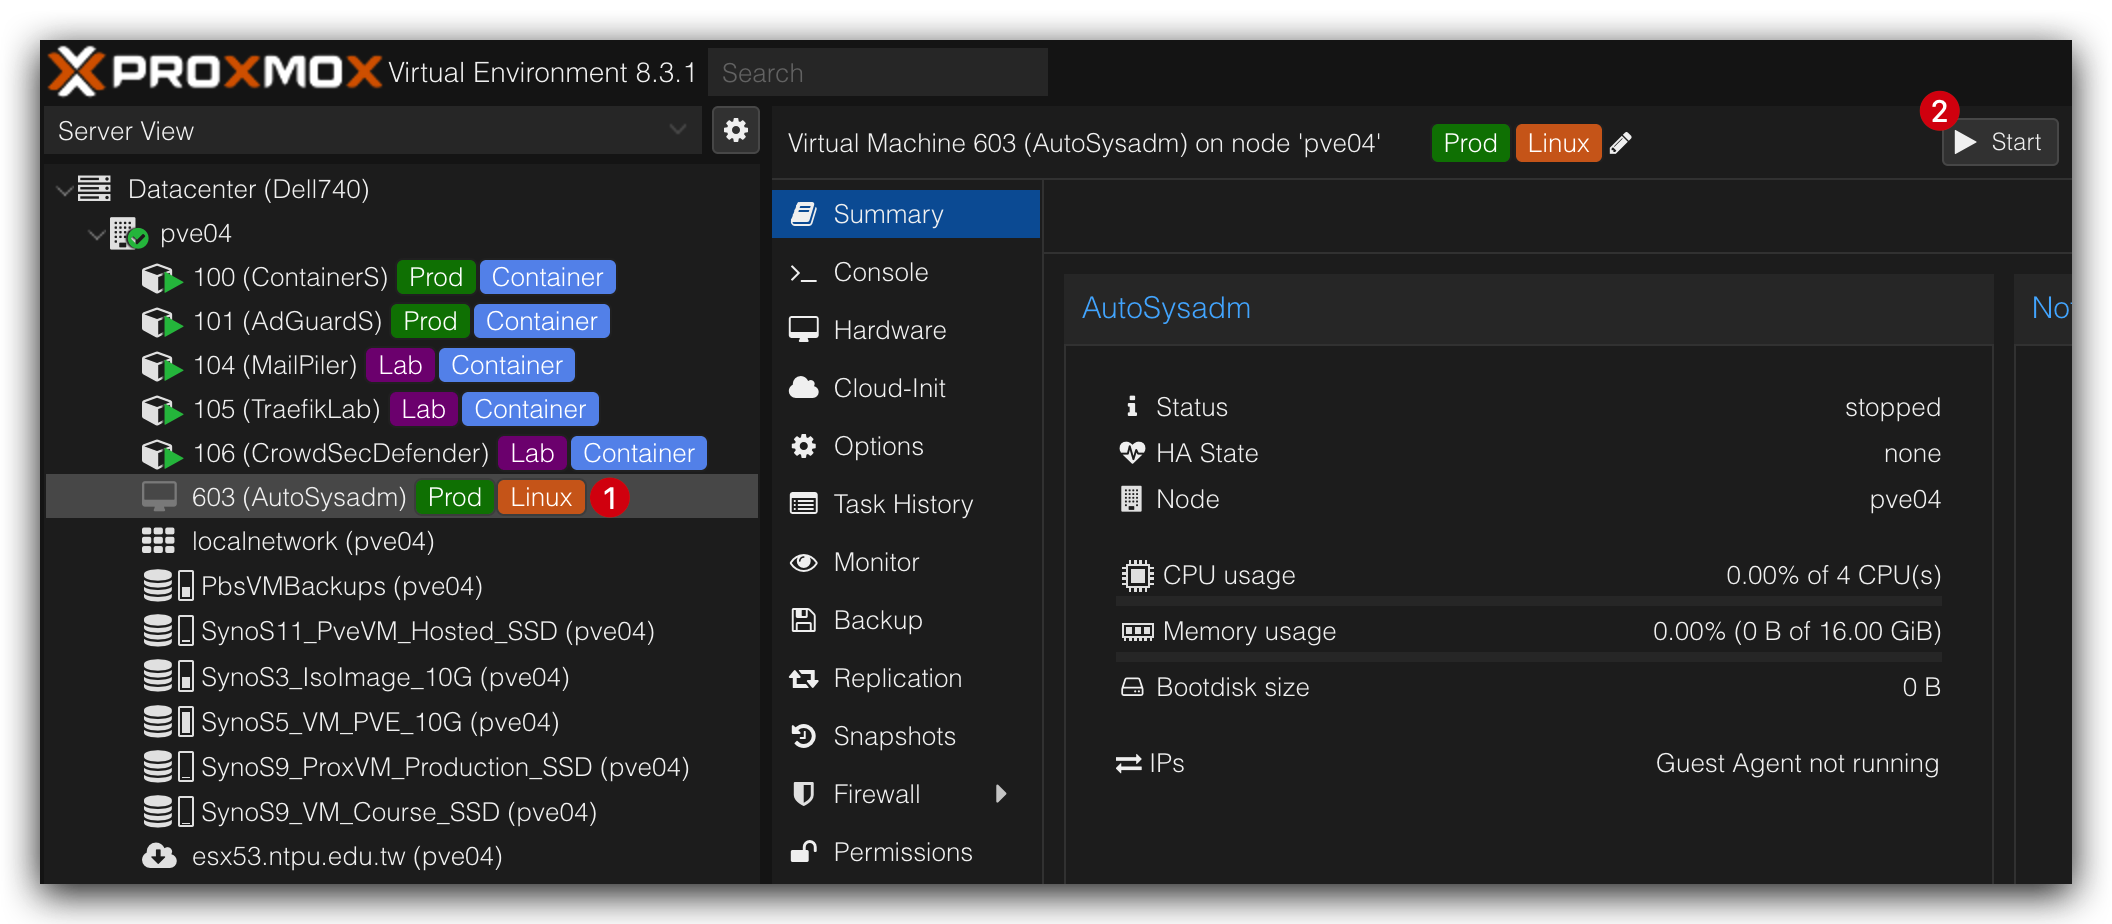 PROXMOX Virtual Environment 8.3.1 Search
Server View
Virtual Machine 603 (AutoSysadm) on node 'pve04' Prod Linux 2 Start
Datacenter (Dell740)
pve04
100 (ContainerS) Prod Container
101 (AdGuardS) Prod Container
104 (MailPiler) Lab Container
105 (TraefikLab) Lab Container
106 (CrowdSecDefender) Lab Container
603 (AutoSysadm) Prod Linux 1
localnetwork (pve04)
PbsVMBackups (pve04)
SynoS11_PveVM_Hosted_SSD (pve04)
SynoS3_IsoImage_10G (pve04)
SynoS5_VM_PVE_10G (pve04)
SynoS9_ProxVM_Production_SSD (pve04)
SynoS9_VM_Course_SSD (pve04)
esx53.ntpu.edu.tw (pve04)
Summary
Console
Hardware
Cloud-Init
Options
Task History
Monitor
Backup
Replication
Snapshots
Firewall
Permissions
AutoSysadm
Status stopped
HA State none
Node pve04
CPU usage 0.00% of 4 CPU(s)
Memory usage 0.00% (0 B of 16.00 GiB)
Bootdisk size 0 B
IPs Guest Agent not running